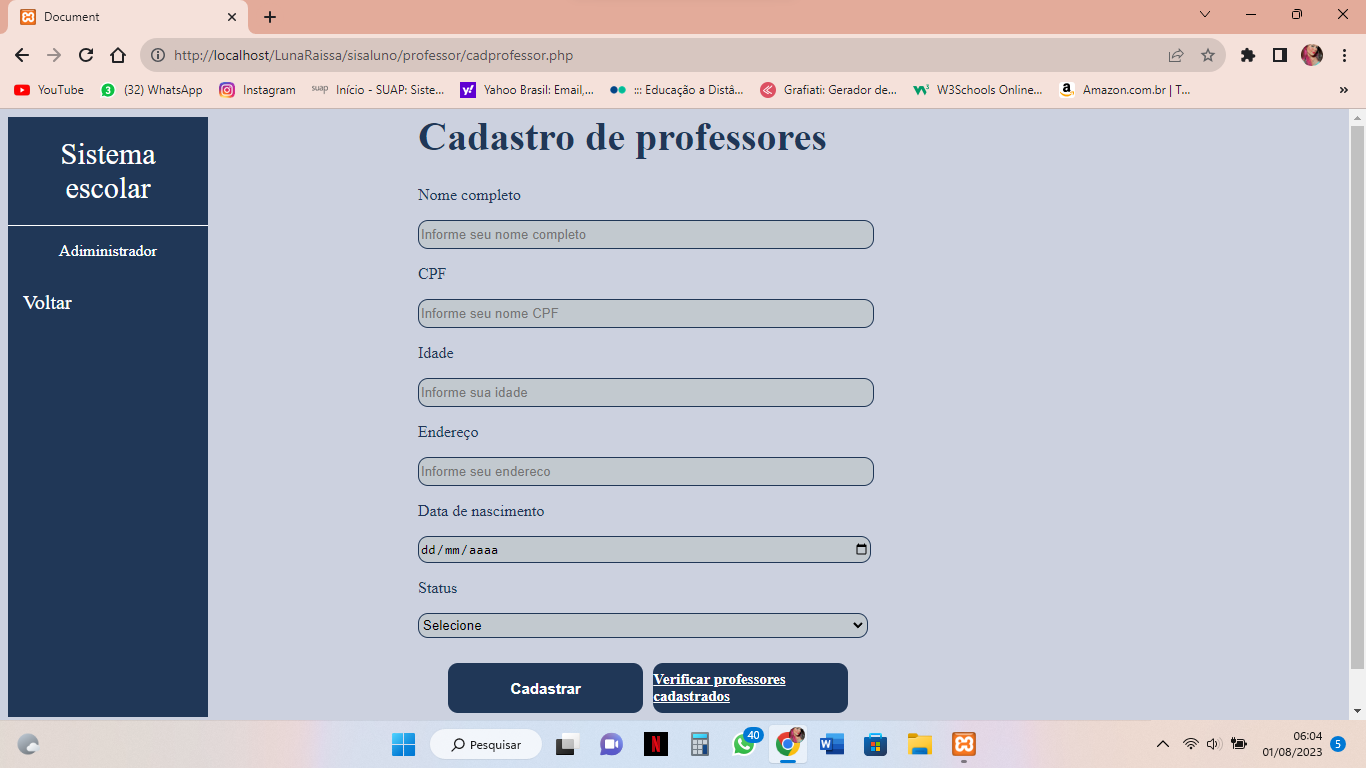 Document
http://localhost/LunaRaissa/sisaluno/professor/cadprofessor.php
YouTube
3
(32) WhatsApp
Instagram
suap
Início - SUAP: Siste...
Yahoo Brasil: Email,...
::: Educação a Distâ...
Grafiati: Gerador de...
W3Schools Online...
Amazon.com.br | T...
Sistema
escolar
Adiministrador
Voltar
Cadastro de professores
Nome completo
Informe seu nome completo
CPF
Informe seu nome CPF
Idade
Informe sua idade
Endereço
Informe seu endereco
Data de nascimento
dd/mm/aaaa
Status
Selecione
Cadastrar
Verificar professores
cadastrados
Pesquisar
40
06:04
01/08/2023
5